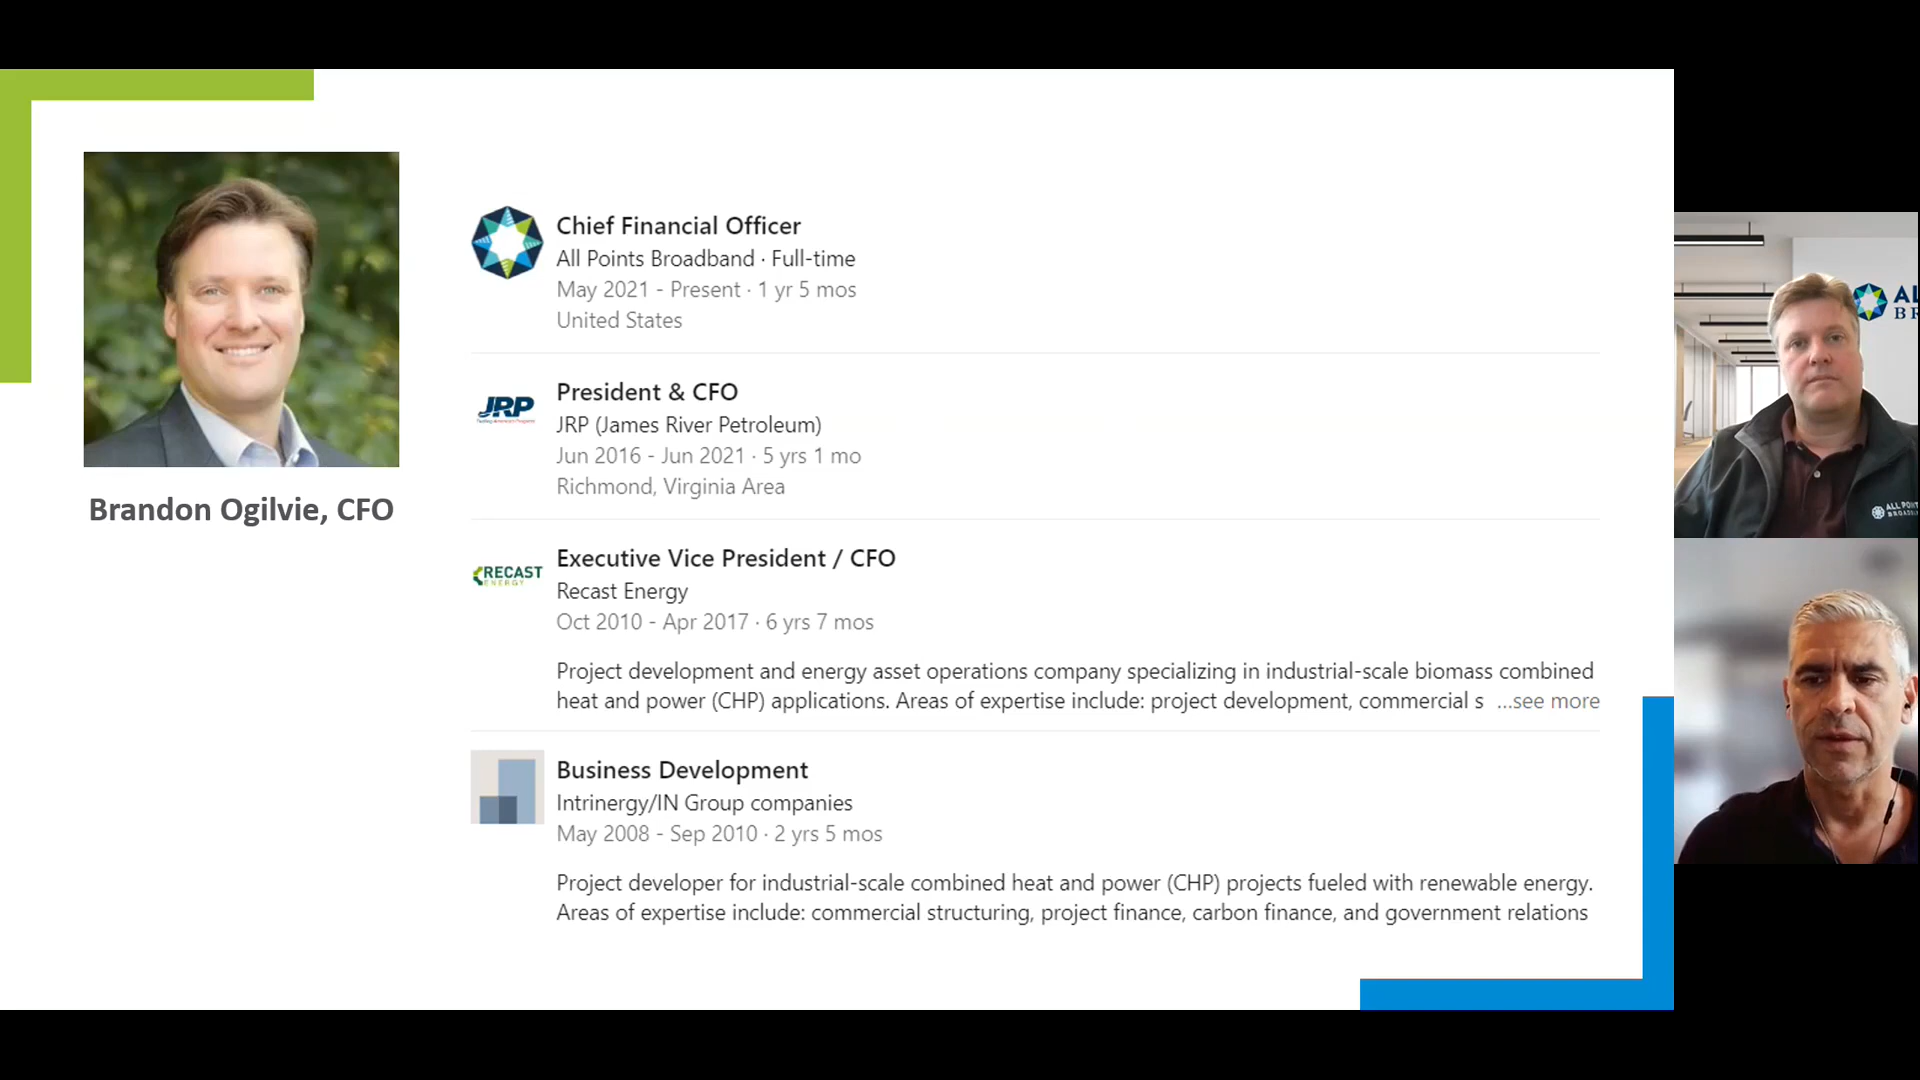 Brandon Ogilvie, CFO
Chief Financial Officer
All Points Broadband · Full-time
May 2021 - Present · 1 yr 5 mos
United States
JRP
President & CFO
JRP (James River Petroleum)
Jun 2016 - Jun 2021 · 5 yrs 1 mo
Richmond, Virginia Area
RECAST
ENERGY
Executive Vice President / CFO
Recast Energy
Oct 2010 - Apr 2017 · 6 yrs 7 mos
Project development and energy asset operations company specializing in industrial-scale biomass combined
heat and power (CHP) applications. Areas of expertise include: project development, commercial s ...see more
Business Development
Intrinergy/IN Group companies
May 2008 - Sep 2010 · 2 yrs 5 mos
Project developer for industrial-scale combined heat and power (CHP) projects fueled with renewable energy.
Areas of expertise include: commercial structuring, project finance, carbon finance, and government relations
AL
BR
ALL POINT